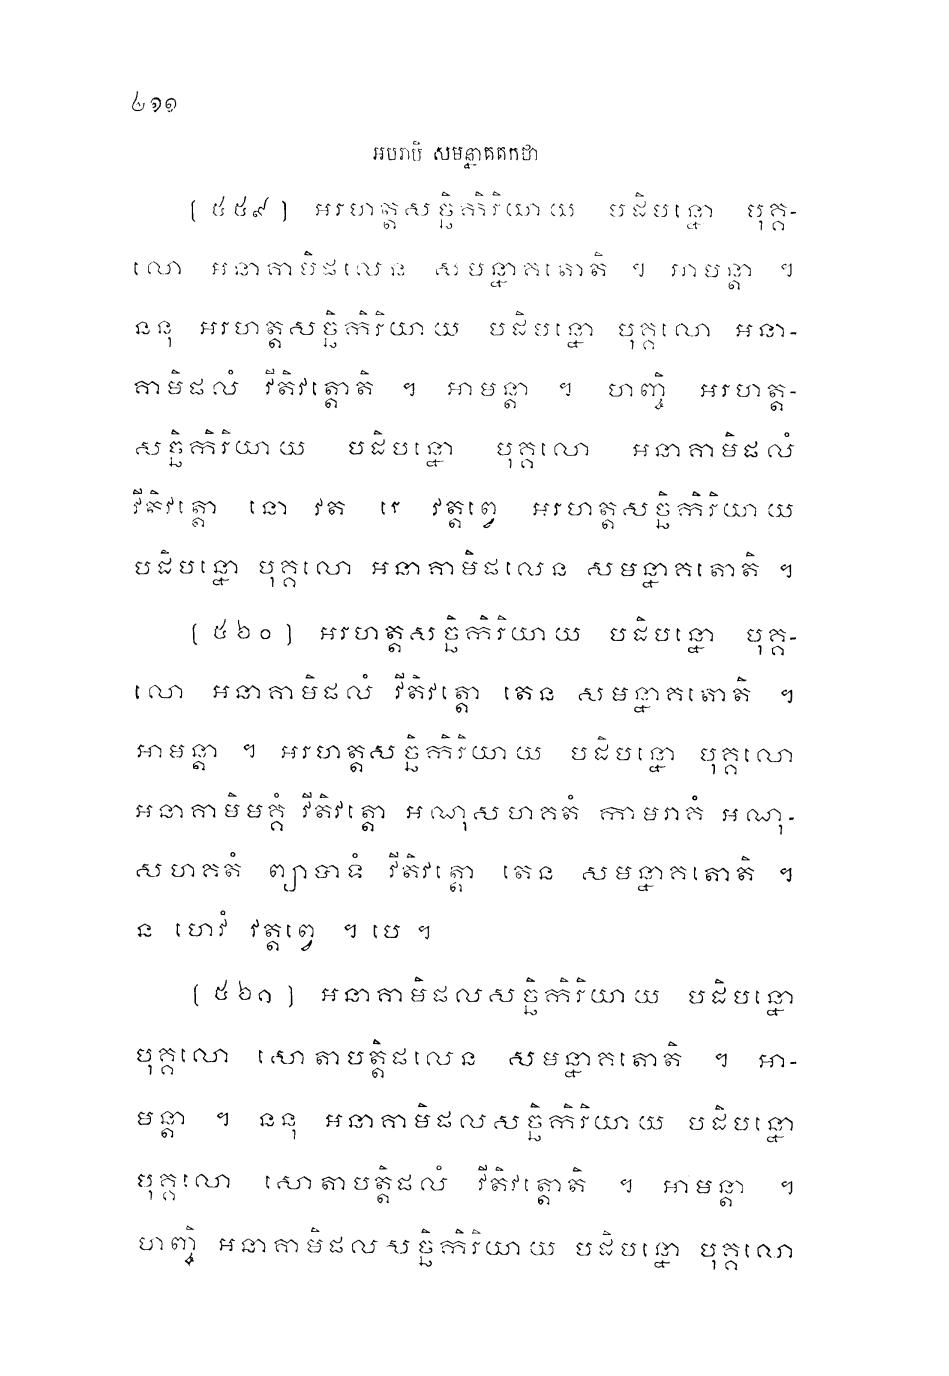 ៤១១
អបរាបិ សមន្នាគតកថា
(៥៥៩) អរហត្តសច្ឆិកិរិយាយ បដិបន្នោ បុគ្គ-
លោ អនាគាមិផលេន សមន្នាគតោតិ ។ អាមន្តា ។
ននុ អរហត្តសច្ឆិកិរិយាយ បដិបន្នោ បុគ្គលោ អនា-
គាមិផលំ វីតិវត្តោតិ ។ អាមន្តា ។ ហញ្ចិ អរហត្ត-
សច្ឆិកិរិយាយ បដិបន្នោ បុគ្គលោ អនាគាមិផលំ
វីតិវត្តោ នោ វត រេ វត្តព្វេ អរហត្តសច្ឆិកិរិយាយ
បដិបន្នោ បុគ្គលោ អនាគាមិផលេន សមន្នាគតោតិ ។
(៥៦០) អរហត្តសច្ឆិកិរិយាយ បដិបន្នោ បុគ្គ-
លោ អនាគាមិផលំ វីតិវត្តោ តេន សមន្នាគតោតិ ។
អាមន្តា ។ អរហត្តសច្ឆិកិរិយាយ បដិបន្នោ បុគ្គលោ
អនាគាមិមគ្គំ វីតិវត្តោ អណុសហគតំ កាមរាគំ អណុ-
សហគតំ ព្យាបាទំ វីតិវត្តោ តេន សមន្នាគតោតិ ។
ន ហេវំ វត្តព្វេ ។ បេ ។
(៥៦១) អនាគាមិផលសច្ឆិកិរិយាយ បដិបន្នោ
បុគ្គលោ សោតាបត្តិផលេន សមន្នាគតោតិ ។ អា-
មន្តា ។ ននុ អនាគាមិផលសច្ឆិកិរិយាយ បដិបន្នោ
បុគ្គលោ សោតាបត្តិផលំ វីតិវត្តោតិ ។ អាមន្តា ។
ហញ្ចិ អនាគាមិផលសច្ឆិកិរិយាយ បដិបន្នោ បុគ្គលោ